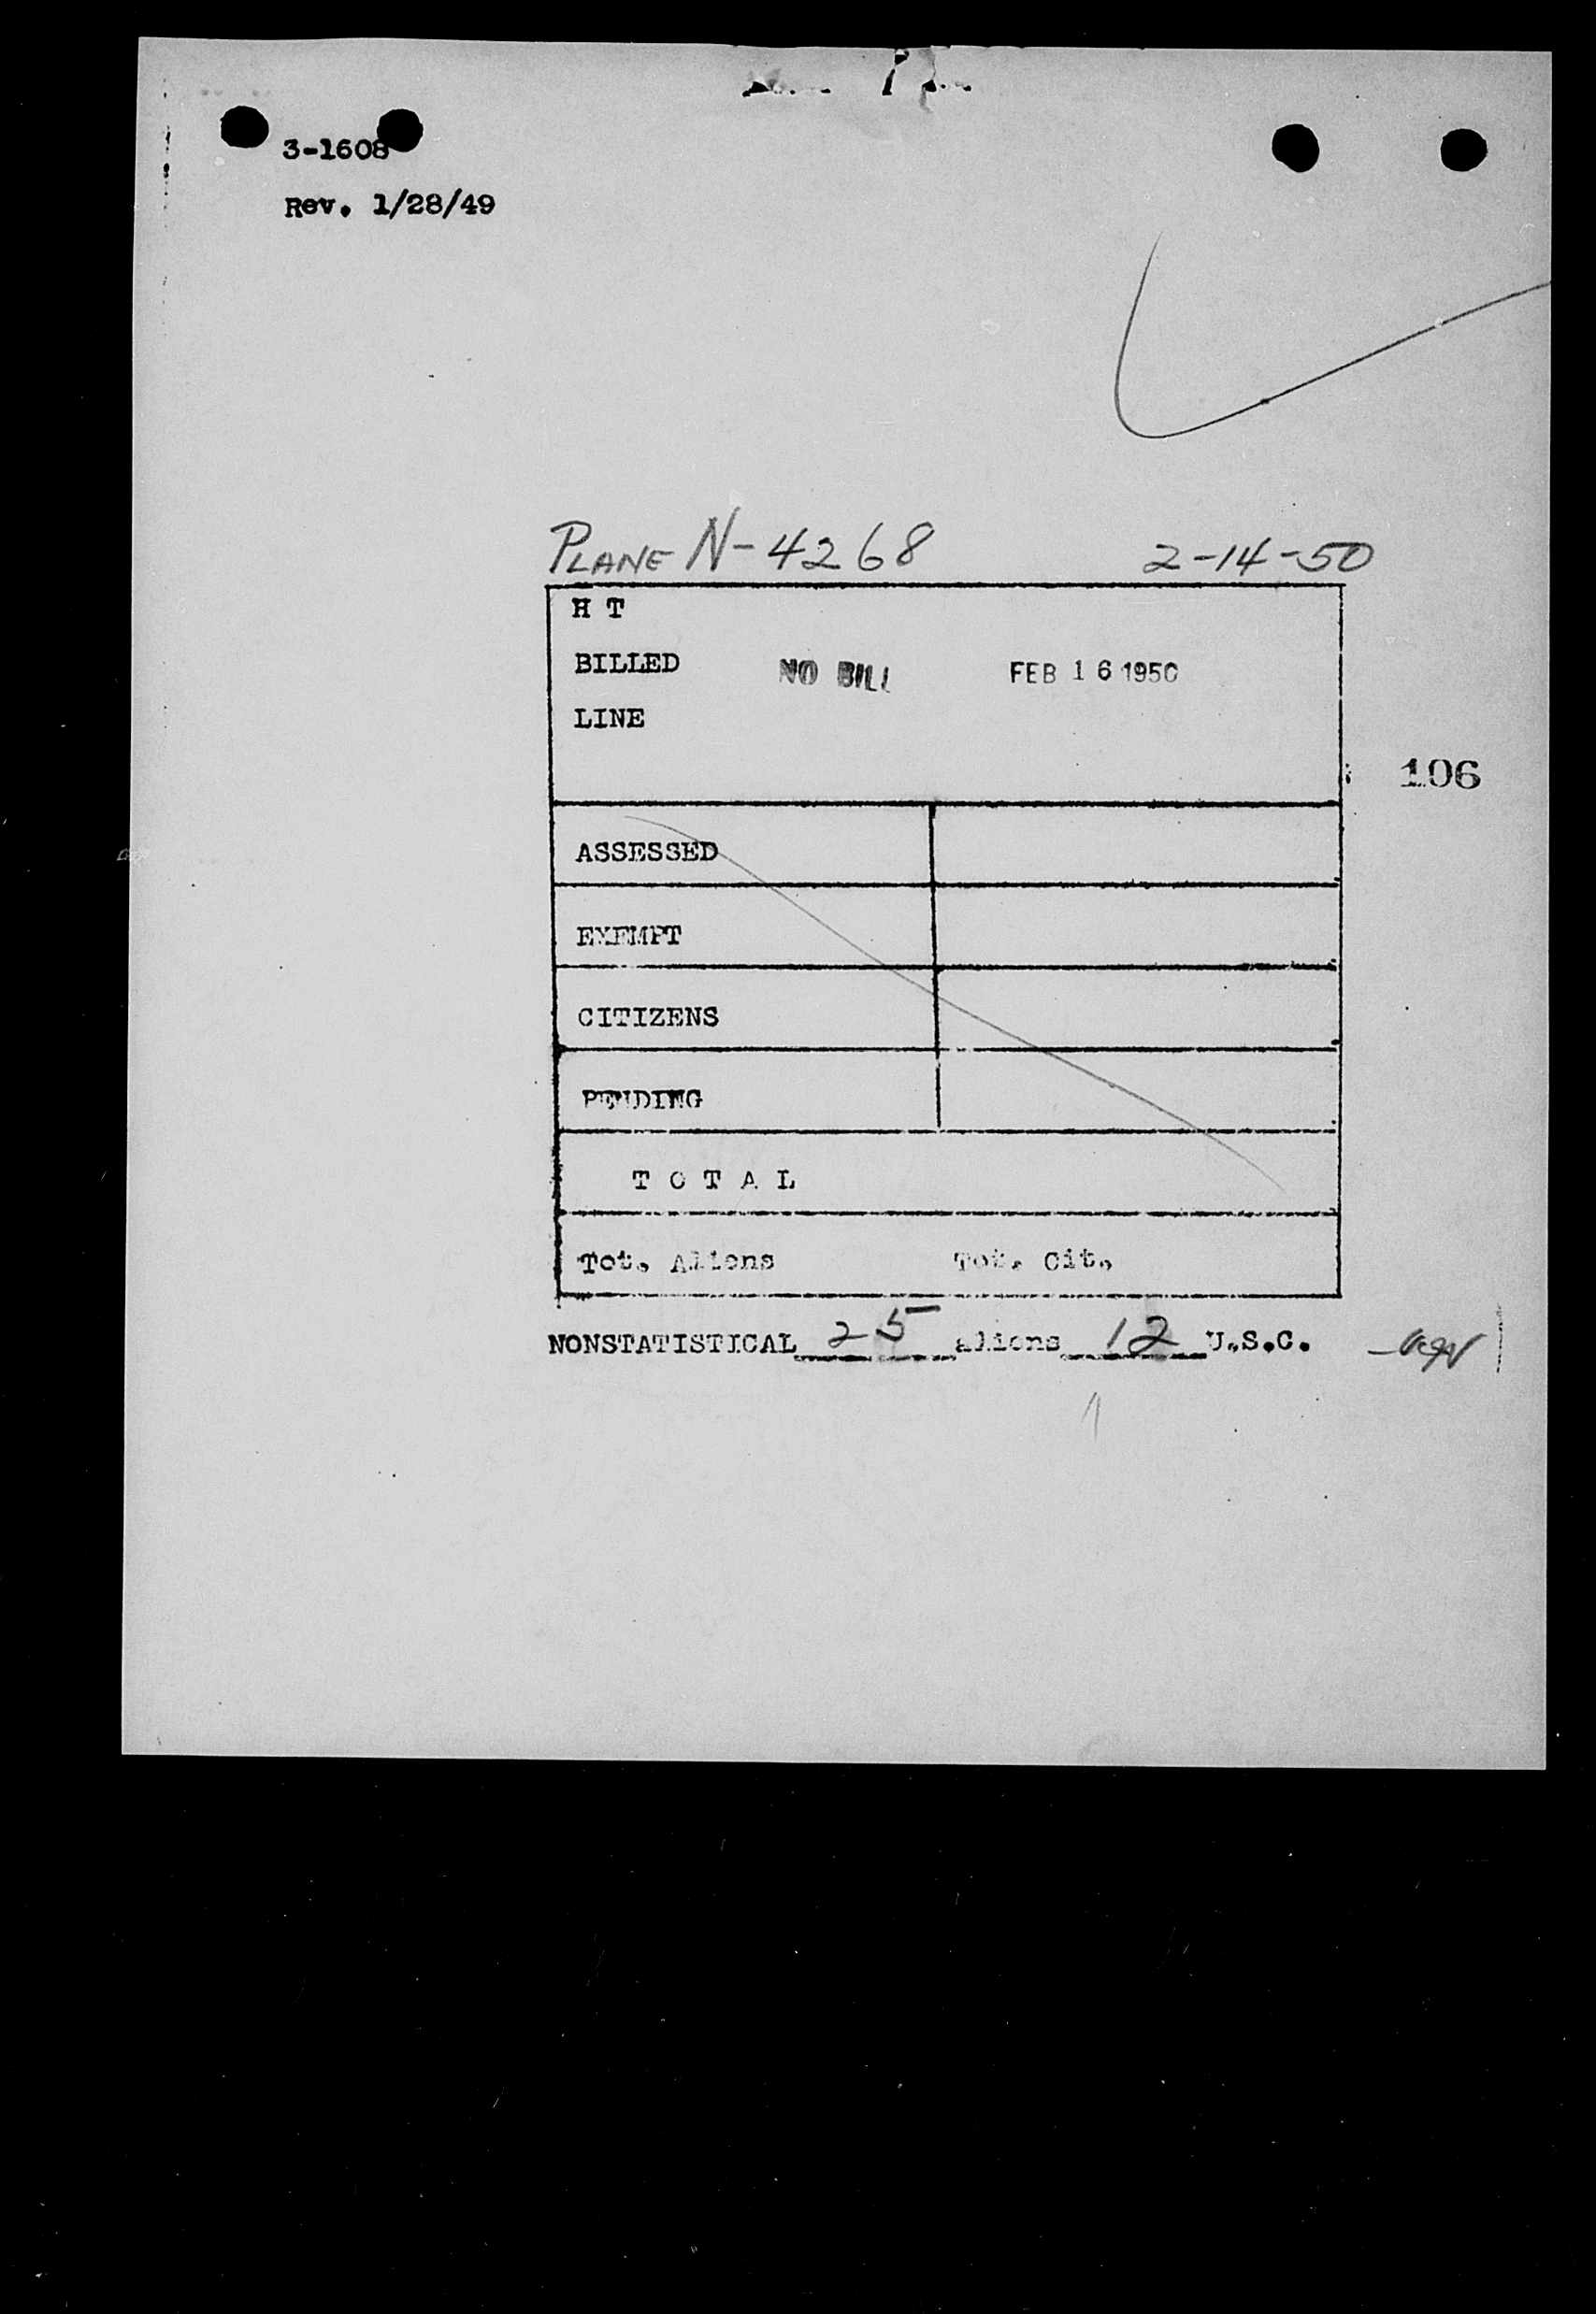 3-1608
Rev. 1/28/49
PLANE N-4268 2-14-50
H T
BILLED NO BILL FEB 16 1950
LINE
106
ASSESSED
EXEMPT
CITIZENS
PENDING
T O T A L
Tot. Aliens Tot. Cit.
NONSTATISTICAL 25 aliens 12 U.S.C.